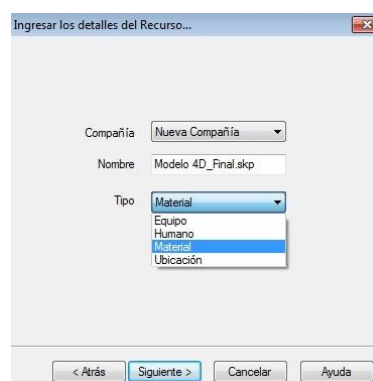 Ingresar los detalles del Recurso...
Compañía Nueva Compañía
Nombre Modelo 4D_Final.skp
Tipo Material
Equipo
Humano
Material
Ubicación
< Atrás Siguiente > Cancelar Ayuda